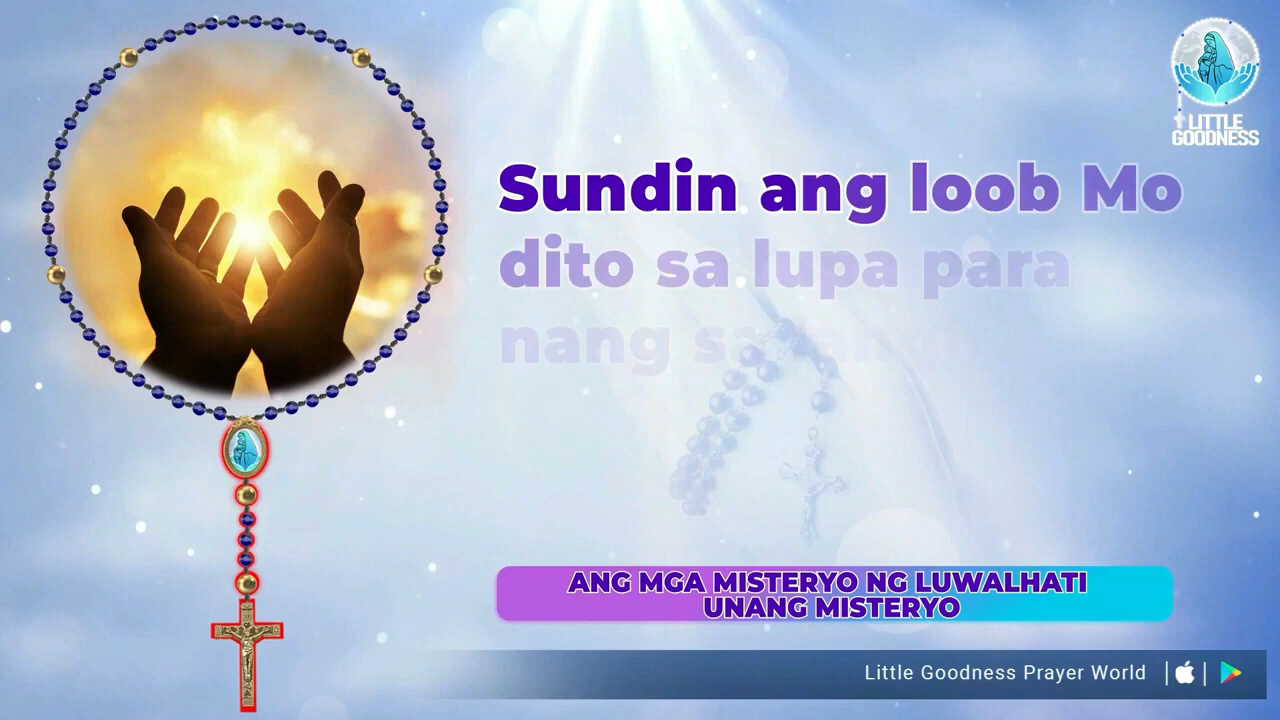 LITTLE
GOODNESS
Sundin ang loob Mo
dito sa lupa para
nang
ANG MGA MISTERYO NG LUWALHATI
UNANG MISTERYO
Little Goodness Prayer World